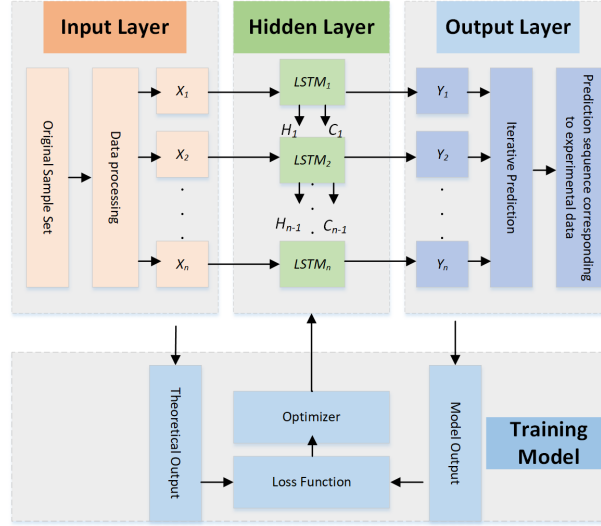 Input Layer
Hidden Layer
Output Layer
Original Sample Set
Data processing
X1
X2
Xn
LSTM1
H1
C1
LSTM2
Hn-1
Cn-1
LSTMn
Y1
Y2
Yn
Iterative Prediction
Prediction sequence corresponding
to experimental data
Theoretical Output
Optimizer
Loss Function
Model Output
Training
Model